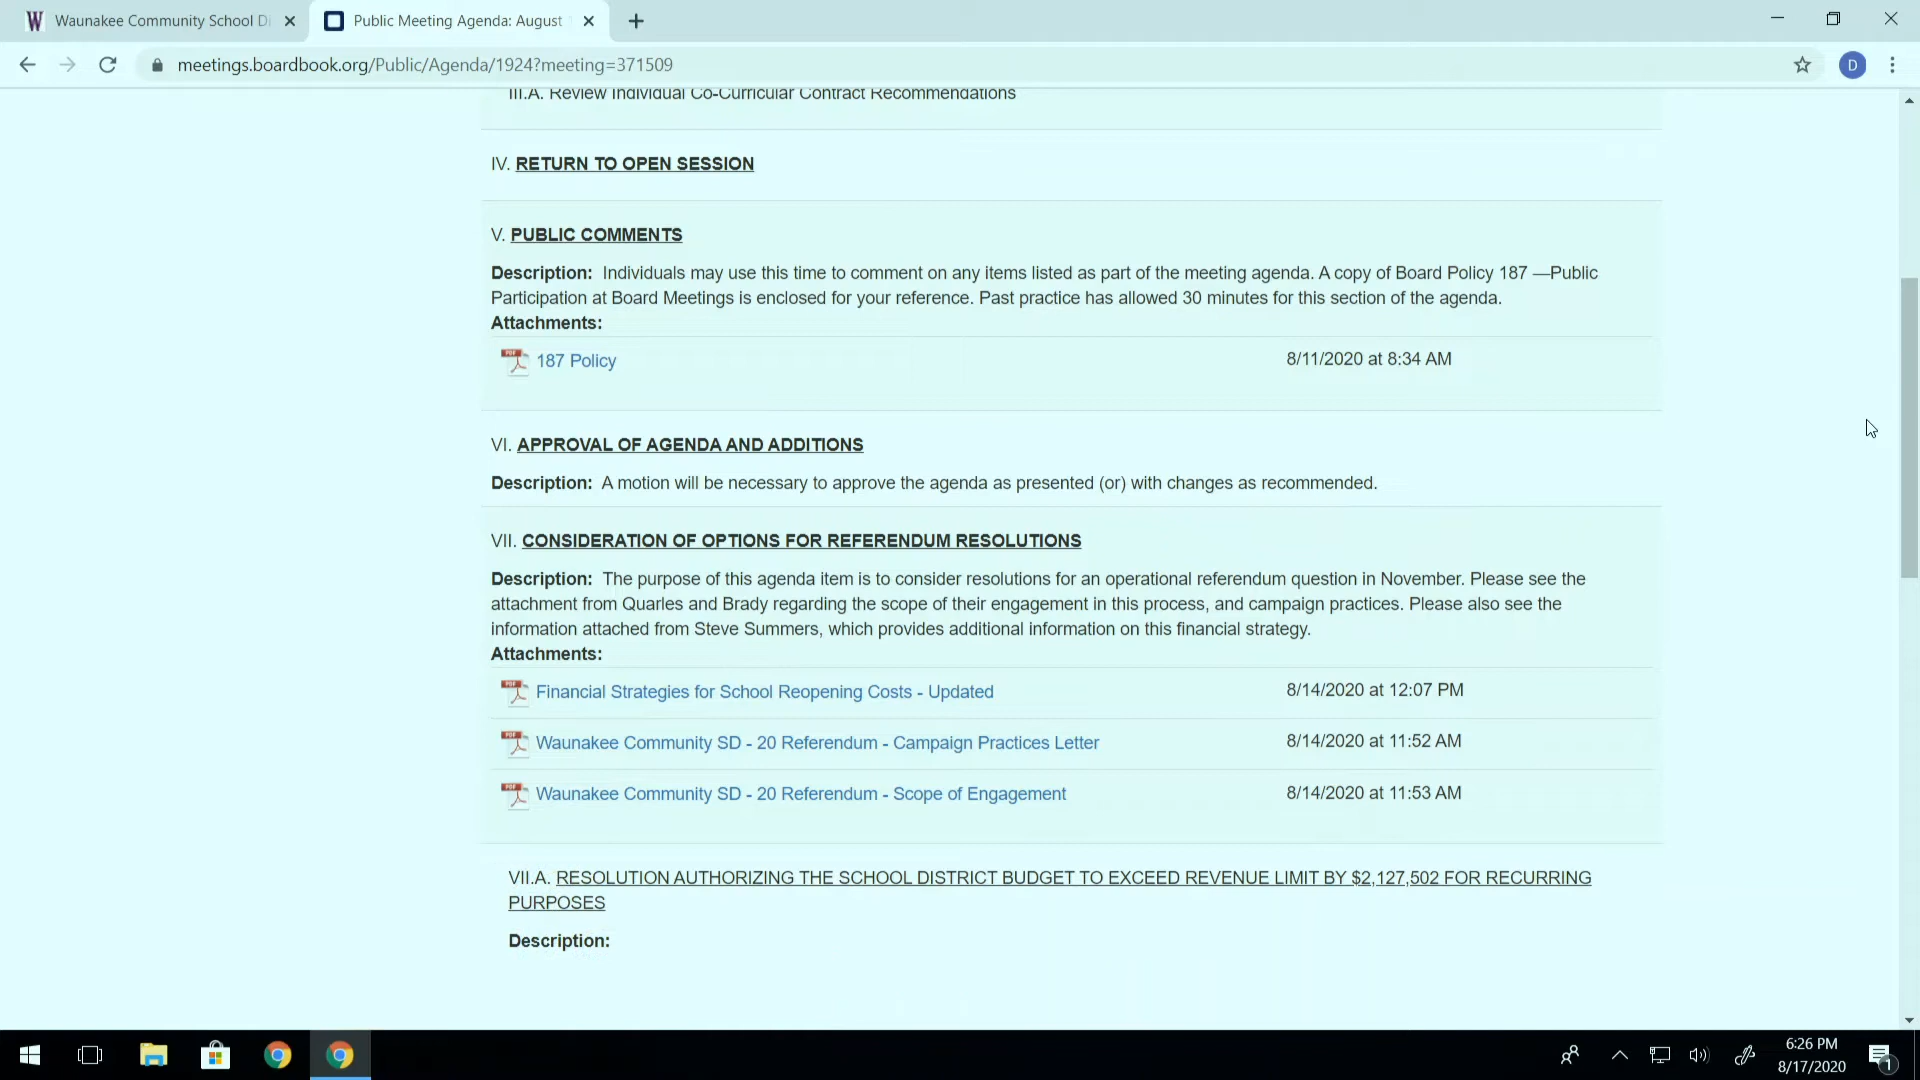 Waunakee Community School Di
Public Meeting Agenda: August
meetings.boardbook.org/Public/Agenda/1924?meeting=371509
D
III.A. Review Individual Co-Curricular Contract Recommendations
IV. RETURN TO OPEN SESSION
V. PUBLIC COMMENTS
Description: Individuals may use this time to comment on any items listed as part of the meeting agenda. A copy of Board Policy 187 —Public
Participation at Board Meetings is enclosed for your reference. Past practice has allowed 30 minutes for this section of the agenda.
Attachments:
187 Policy 8/11/2020 at 8:34 AM
VI. APPROVAL OF AGENDA AND ADDITIONS
Description: A motion will be necessary to approve the agenda as presented (or) with changes as recommended.
VII. CONSIDERATION OF OPTIONS FOR REFERENDUM RESOLUTIONS
Description: The purpose of this agenda item is to consider resolutions for an operational referendum question in November. Please see the
attachment from Quarles and Brady regarding the scope of their engagement in this process, and campaign practices. Please also see the
information attached from Steve Summers, which provides additional information on this financial strategy.
Attachments:
Financial Strategies for School Reopening Costs - Updated 8/14/2020 at 12:07 PM
Waunakee Community SD - 20 Referendum - Campaign Practices Letter 8/14/2020 at 11:52 AM
Waunakee Community SD - 20 Referendum - Scope of Engagement 8/14/2020 at 11:53 AM
VII.A. RESOLUTION AUTHORIZING THE SCHOOL DISTRICT BUDGET TO EXCEED REVENUE LIMIT BY $2,127,502 FOR RECURRING
PURPOSES
Description:
6:26 PM
8/17/2020
1